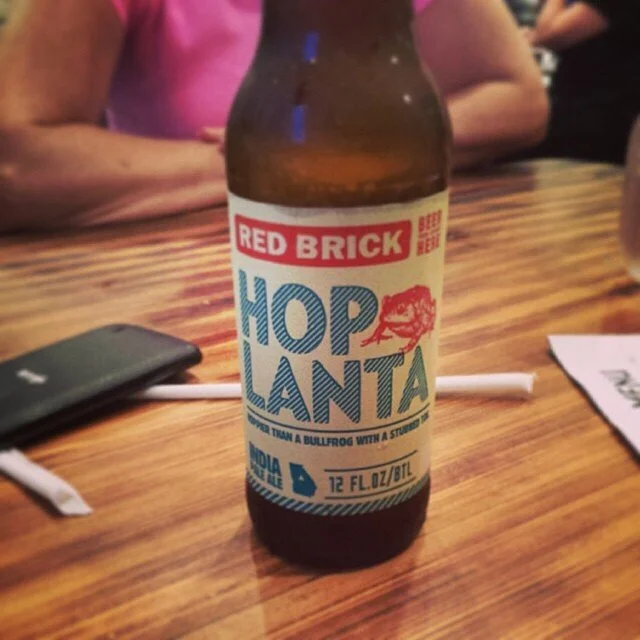 RED BRICK
BEER
HERE
HOP
LANTA
HOPPIER THAN A BULLFROG WITH A STUBBED TOE
INDIA
PALE ALE
12 FL.OZ/BTL
MENU